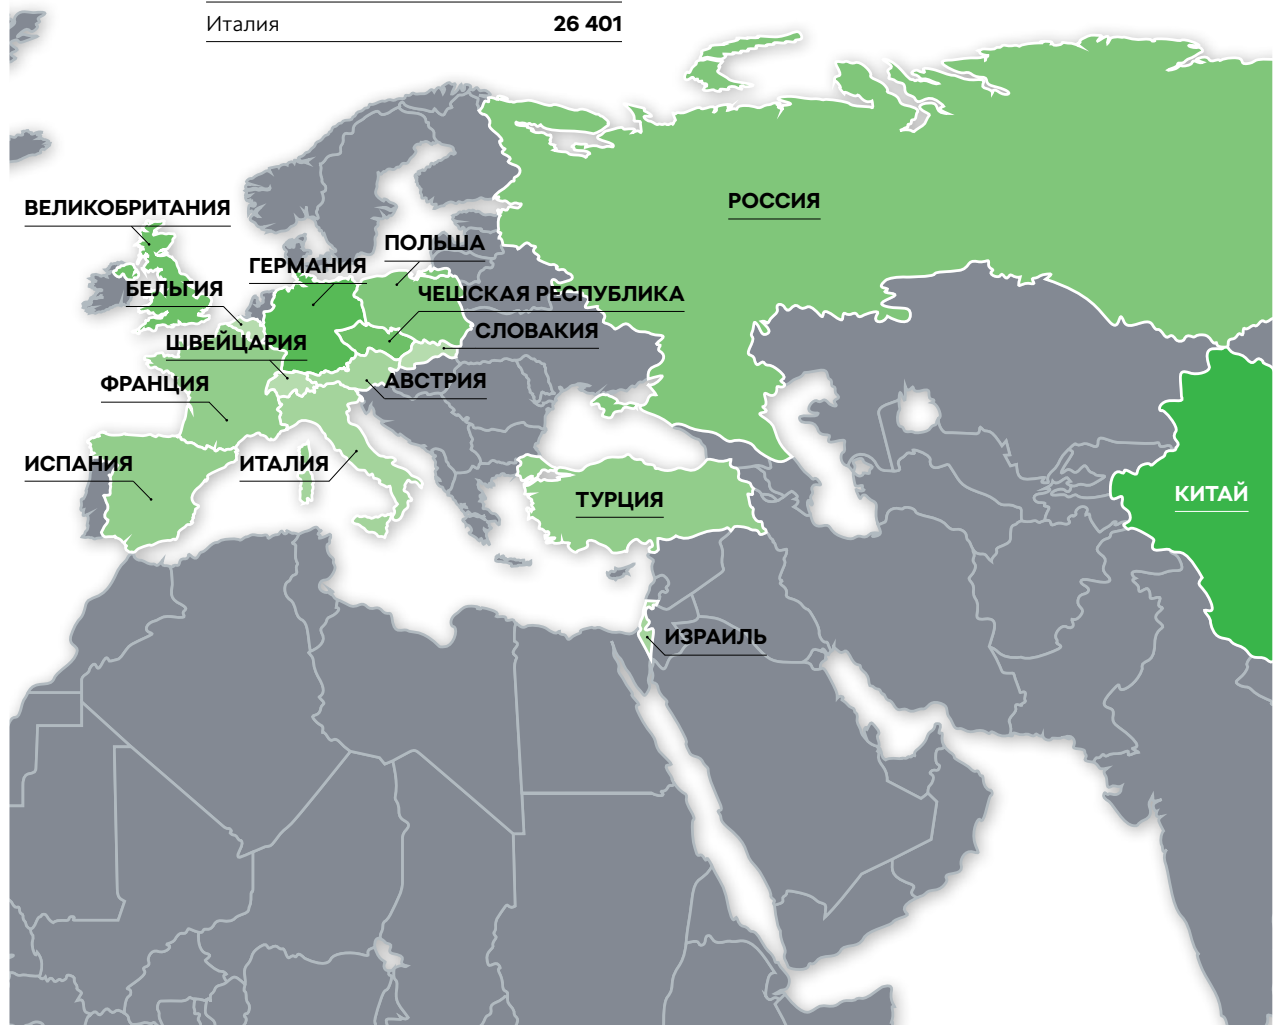 Италия 26 401
РОССИЯ
ВЕЛИКОБРИТАНИЯ
ПОЛЬША
ГЕРМАНИЯ
БЕЛЬГИЯ
ЧЕШСКАЯ РЕСПУБЛИКА
СЛОВАКИЯ
ШВЕЙЦАРИЯ
ФРАНЦИЯ
АВСТРИЯ
ИСПАНИЯ
ИТАЛИЯ
ТУРЦИЯ
КИТАЙ
ИЗРАИЛЬ